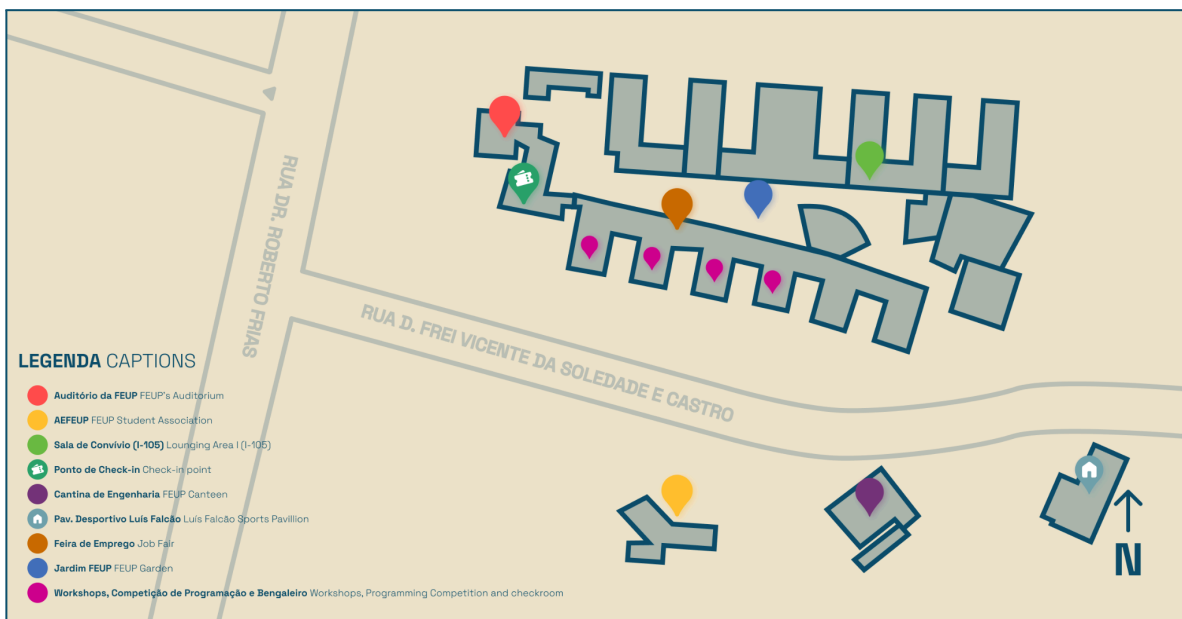 RUA DR. ROBERTO FRIAS
RUA D. FREI VICENTE DA SOLEDADE E CASTRO
LEGENDA CAPTIONS
Auditório da FEUP FEUP's Auditorium
AEFEUP FEUP Student Association
Sala de Convívio (I-105) Lounging Area I (I-105)
Ponto de Check-in Check-in point
Cantina de Engenharia FEUP Canteen
Pav. Desportivo Luís Falcão Luís Falcão Sports Pavillion
Feira de Emprego Job Fair
Jardim FEUP FEUP Garden
Workshops, Competição de Programação e Bengaleiro Workshops, Programming Competition and checkroom
N